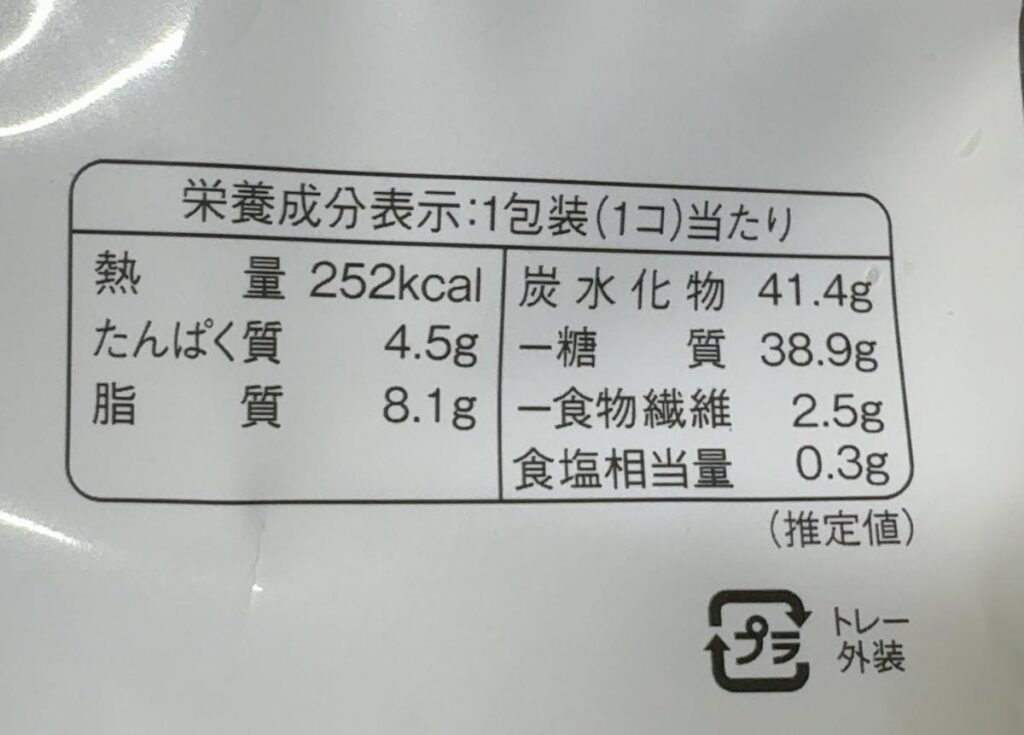 栄養成分表示:1包装(1コ)当たり
熱量 252kcal
たんぱく質 4.5g
脂質 8.1g
炭水化物 41.4g
ー糖質 38.9g
ー食物繊維 2.5g
食塩相当量 0.3g
(推定値)
プラ
トレー
外装